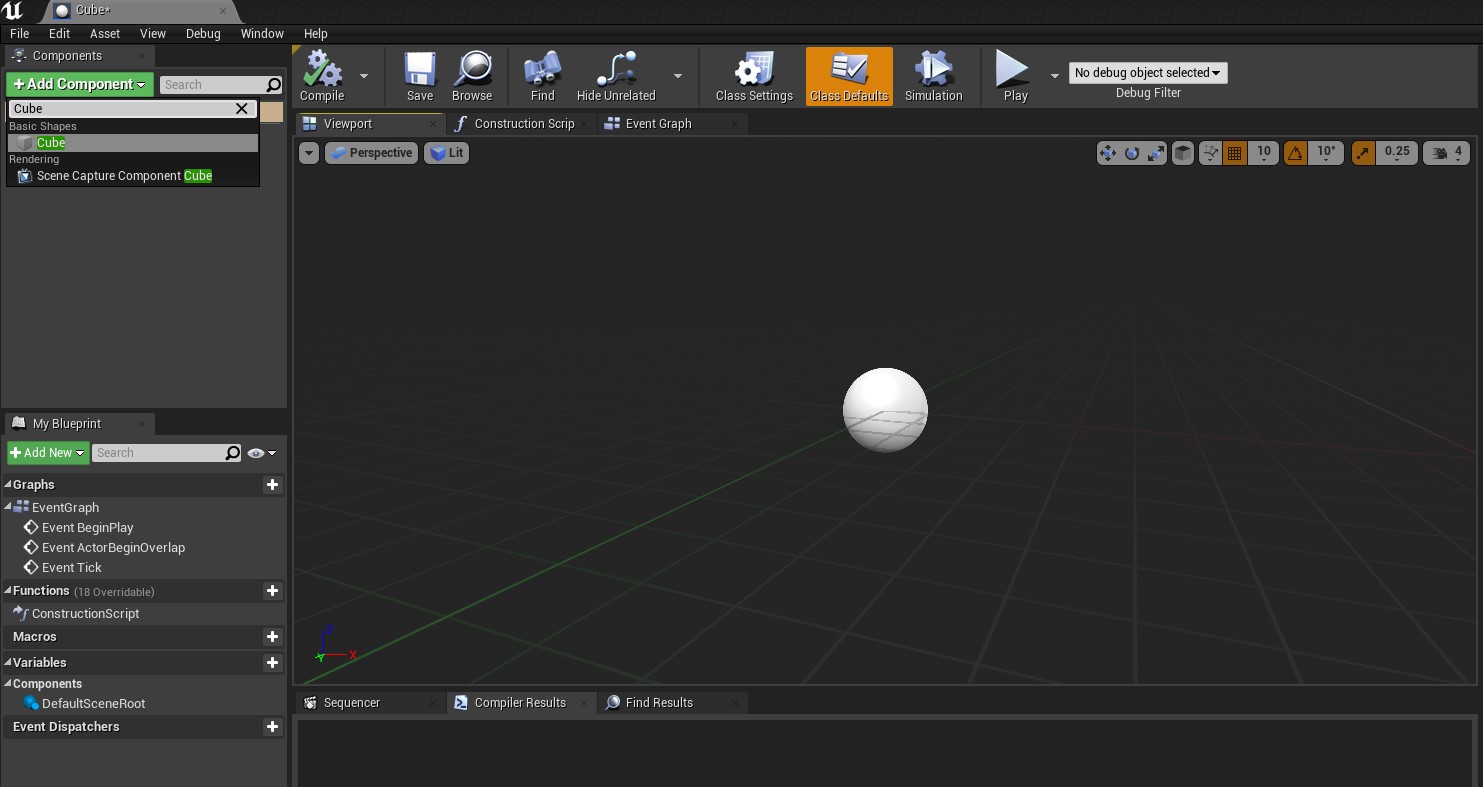 Cube*
File Edit Asset View Debug Window Help
Components
Add Component Search
Cube
Basic Shapes
Cube
Rendering
Scene Capture Component Cube
Compile Save Browse Find Hide Unrelated Class Settings Class Defaults Simulation Play
No debug object selected
Debug Filter
Viewport Construction Scrip Event Graph
Perspective Lit 10 10° 0.25 4
My Blueprint
Add New Search
Graphs
EventGraph
Event BeginPlay
Event ActorBeginOverlap
Event Tick
Functions (18 Overridable)
ConstructionScript
Macros
Variables
Components
DefaultSceneRoot
Event Dispatchers
Z
Y X
Sequencer Compiler Results Find Results